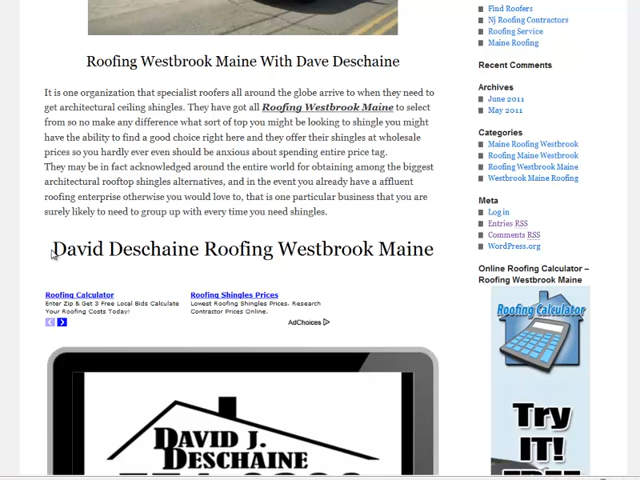 Roofing Westbrook Maine With Dave Deschaine
It is one organization that specialist roofers all around the globe arrive to when they need to
get architectural ceiling shingles. They have got all Roofing Westbrook Maine to select
from so no make any difference what sort of top you might be looking to shingle you might
have the ability to find a good choice right here and they offer their shingles at wholesale
prices so you hardly ever even should be anxious about spending entire price tag.
They may be in fact acknowledged around the entire world for obtaining among the biggest
architectural rooftop shingles alternatives, and in the event you already have a affluent
roofing enterprise otherwise you would love to, that is one particular business that you are
surely likely to need to group up with every time you need shingles.
David Deschaine Roofing Westbrook Maine
Roofing Calculator
Enter Zip & Get 3 Free Local Bids Calculate
Your Roofing Costs Today!
Roofing Shingles Prices
Lowest Roofing Shingles Prices. Research
Contractor Prices Online.
AdChoices
DAVID J.
DESCHAINE
Find Roofers
Nj Roofing Contractors
Roofing Service
Maine Roofing
Recent Comments
Archives
June 2011
May 2011
Categories
Maine Roofing Westbrook
Roofing Maine Westbrook
Roofing Westbrook Maine
Westbrook Maine Roofing
Meta
Log in
Entries RSS
Comments RSS
WordPress.org
Online Roofing Calculator –
Roofing Westbrook Maine
Roofing Calculator
Try
IT!